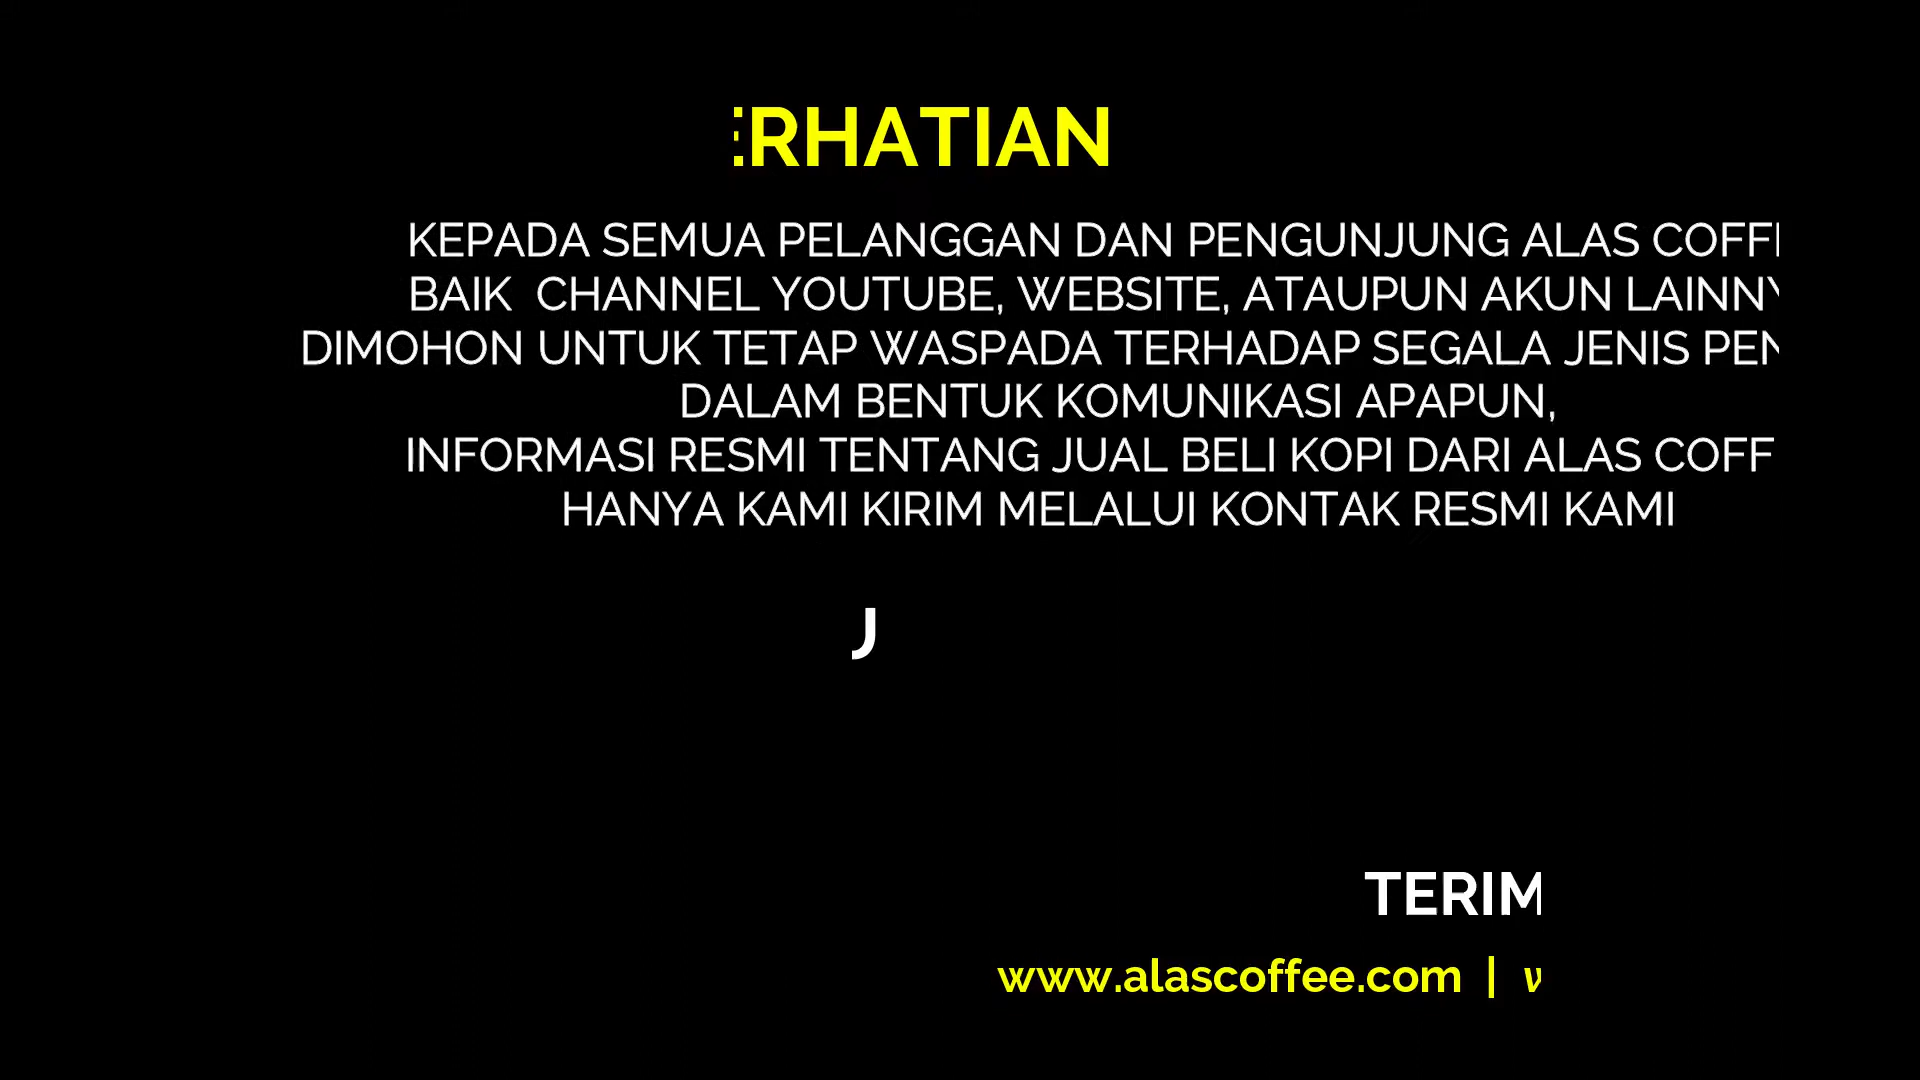 ERHATIAN
KEPADA SEMUA PELANGGAN DAN PENGUNJUNG ALAS COFF
BAIK  CHANNEL YOUTUBE, WEBSITE, ATAUPUN AKUN LAINNY
DIMOHON UNTUK TETAP WASPADA TERHADAP SEGALA JENIS PEN
DALAM BENTUK KOMUNIKASI APAPUN,
INFORMASI RESMI TENTANG JUAL BELI KOPI DARI ALAS COFF
HANYA KAMI KIRIM MELALUI KONTAK RESMI KAMI
J
TERIM
www.alascoffee.com |